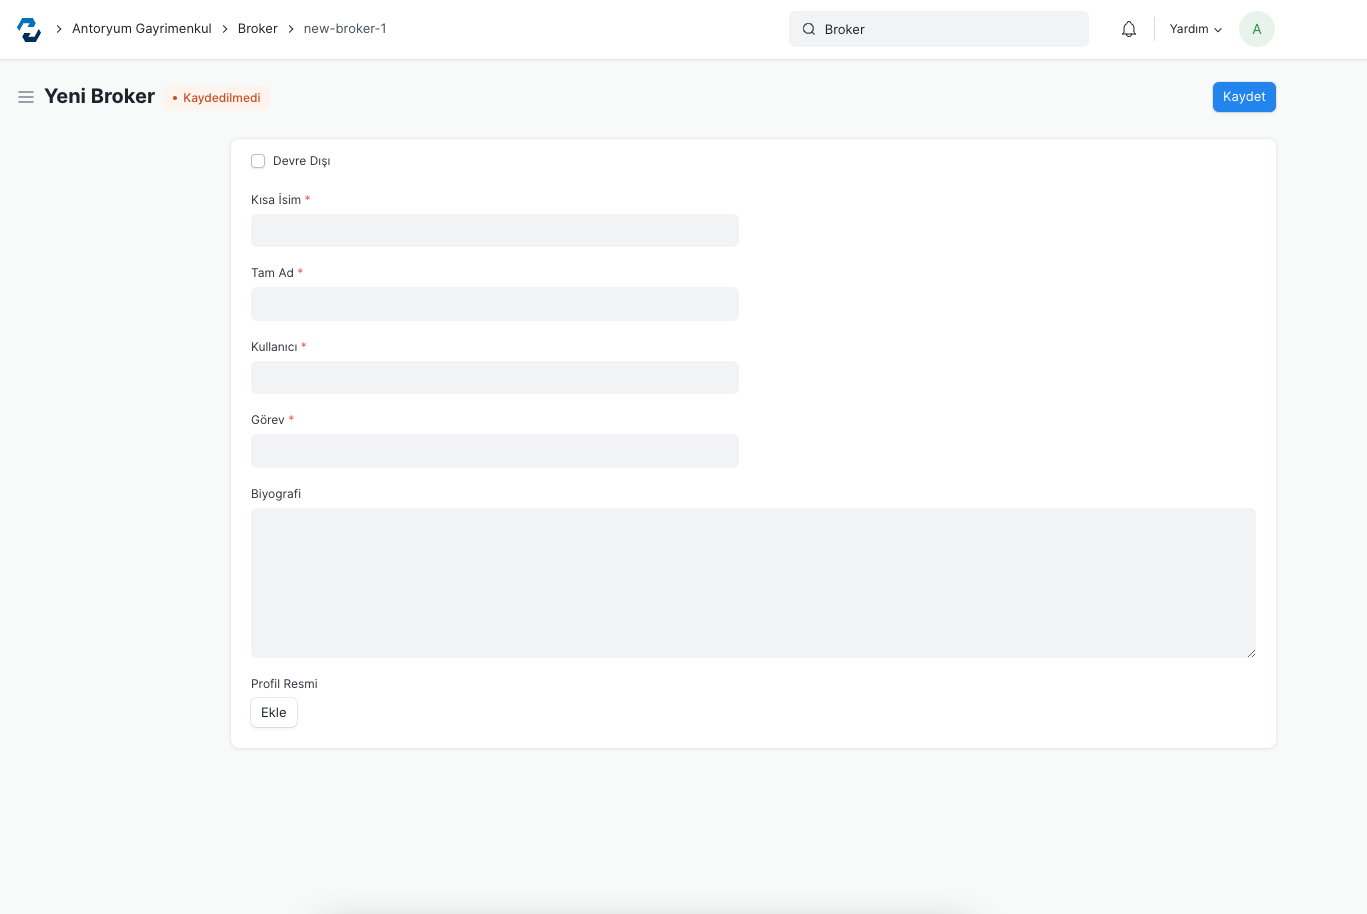 Antoryum Gayrimenkul Broker new-broker-1 Broker Yardım A
Yeni Broker • Kaydedilmedi Kaydet
Devre Dışı
Kısa İsim *
Tam Ad *
Kullanıcı *
Görev *
Biyografi
Profil Resmi
Ekle